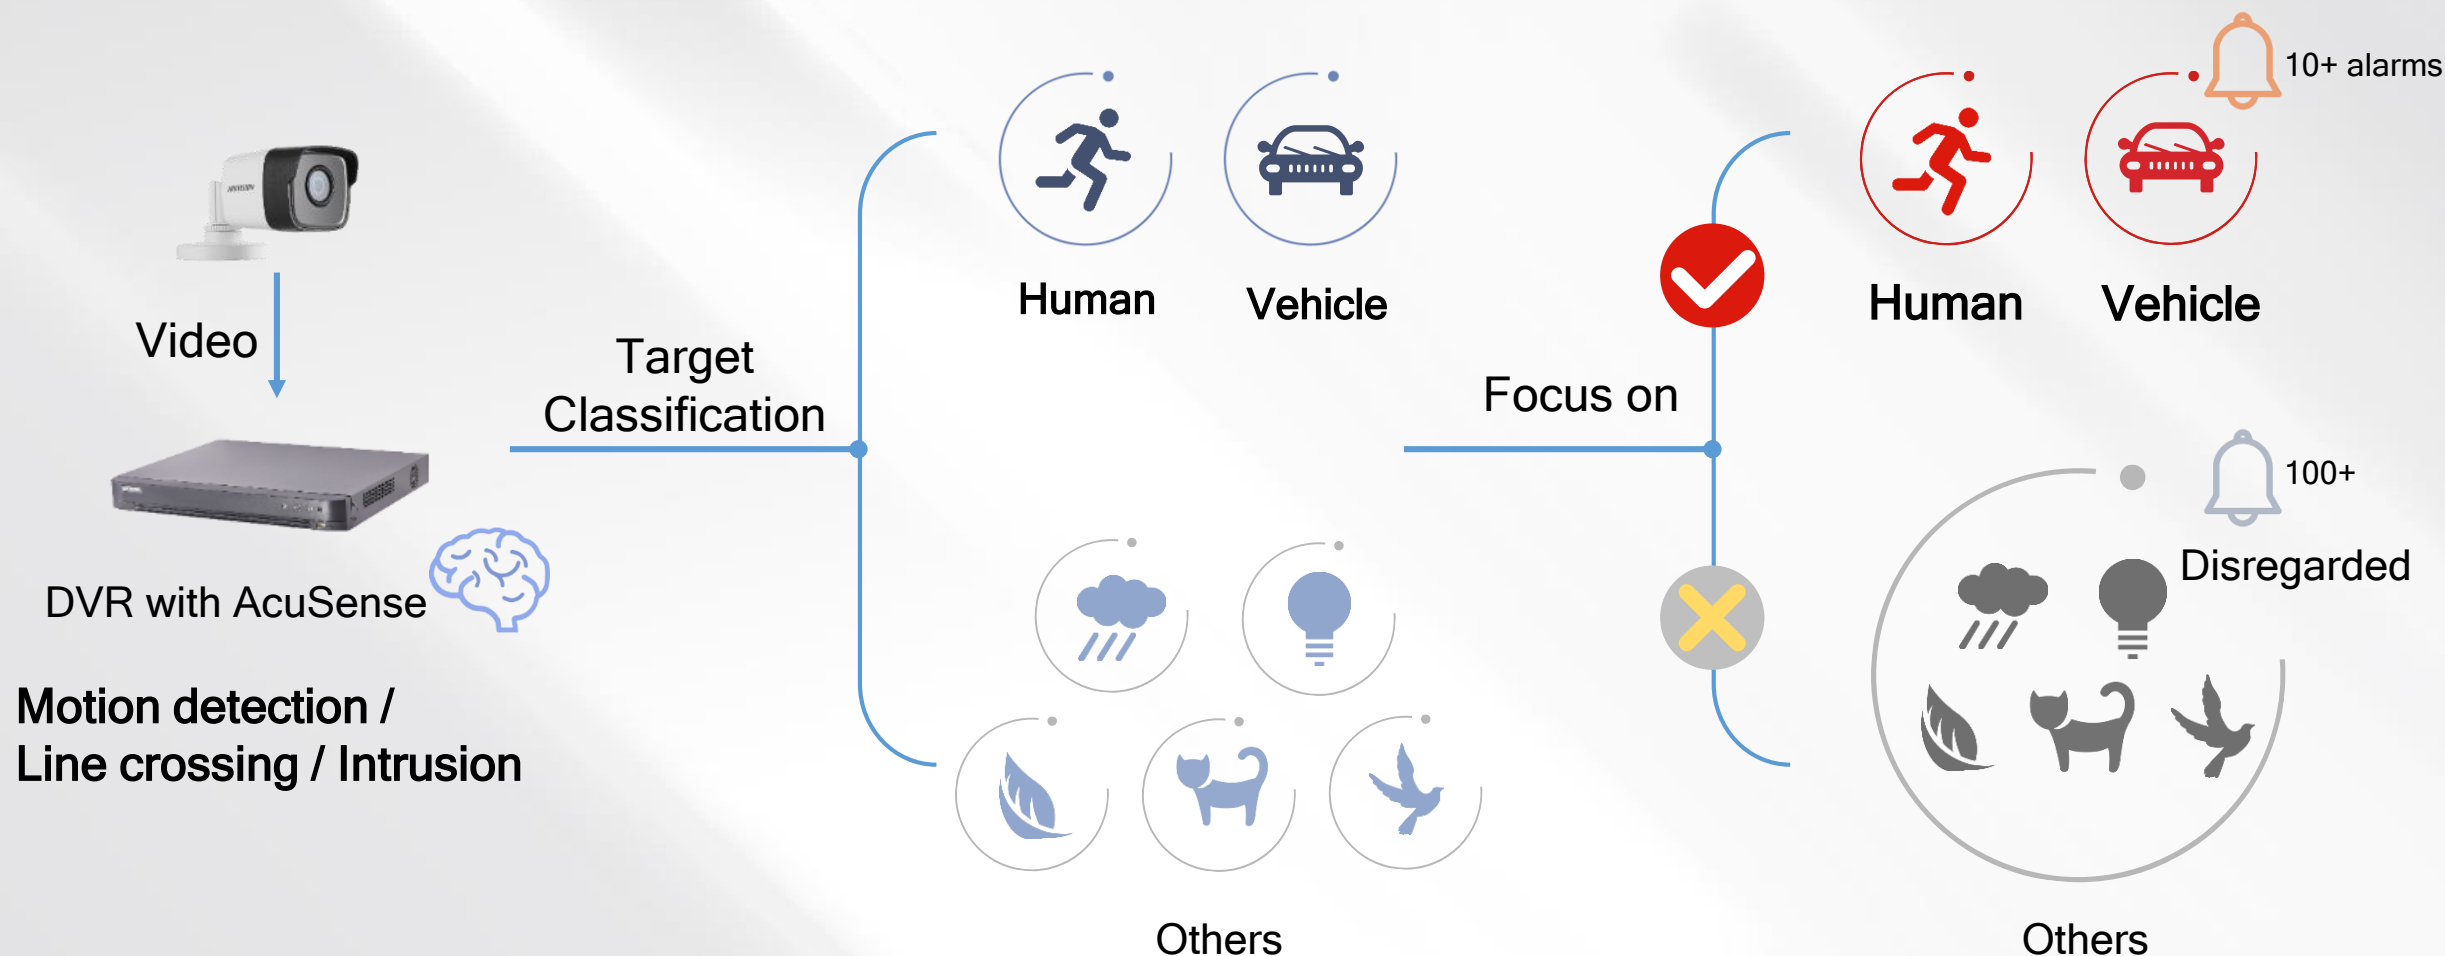 Video
DVR with AcuSense
Motion detection /
Line crossing / Intrusion
Target
Classification
Human
Vehicle
Others
Focus on
10+ alarms
Human
Vehicle
100+
Disregarded
Others